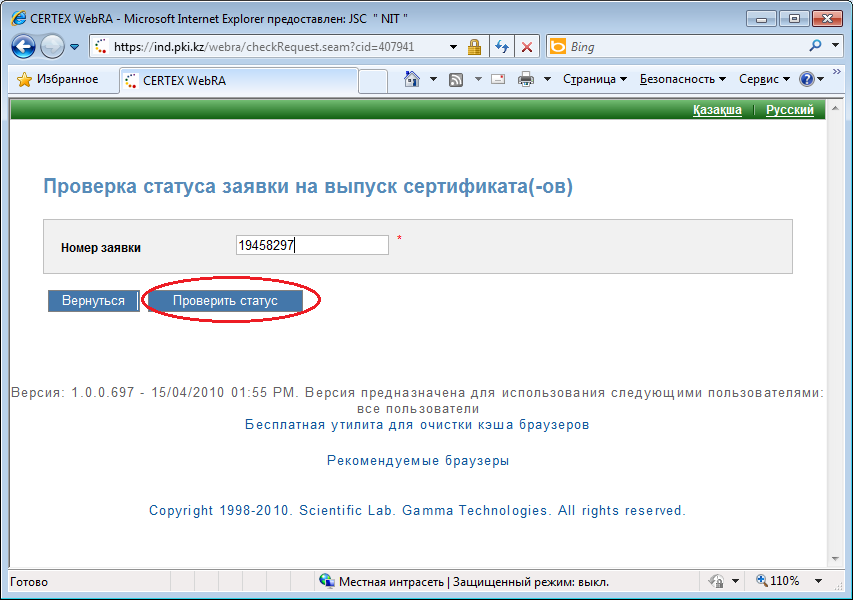 CERTEX WebRA - Microsoft Internet Explorer предоставлен: JSC " NIT "
https://ind.pki.kz/webra/checkRequest.seam?cid=407941
Bing
Избранное
CERTEX WebRA
Страница
Безопасность
Сервис
Қазақша | Русский
Проверка статуса заявки на выпуск сертификата(-ов)
Номер заявки
19458297
*
Вернуться
Проверить статус
Версия: 1.0.0.697 - 15/04/2010 01:55 PM. Версия предназначена для использования следующими пользователями:
все пользователи
Бесплатная утилита для очистки кэша браузеров
Рекомендуемые браузеры
Copyright 1998-2010. Scientific Lab. Gamma Technologies. All rights reserved.
Готово
Местная интрасеть | Защищенный режим: выкл.
110%